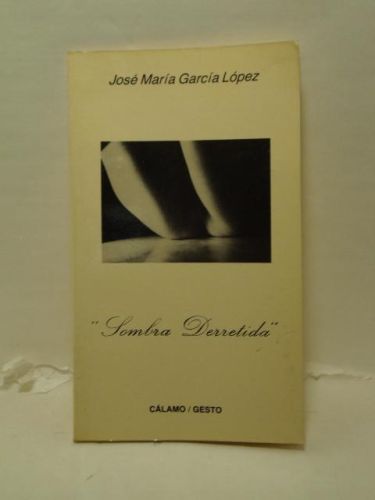 José María García López
"Sombra Derretida"
CÁLAMO / GESTO